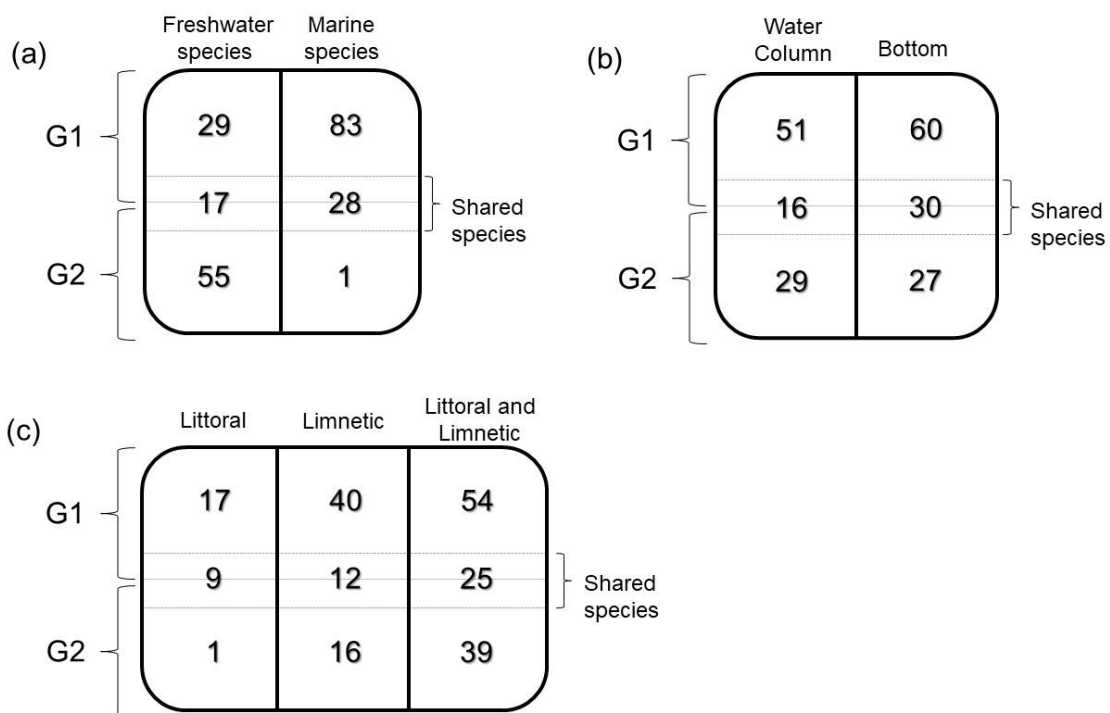 (a)
Freshwater species
Marine species
G1
29
83
17
28
Shared species
G2
55
1
(b)
Water Column
Bottom
G1
51
60
16
30
Shared species
G2
29
27
(c)
Littoral
Limnetic
Littoral and Limnetic
G1
17
40
54
9
12
25
Shared species
G2
1
16
39